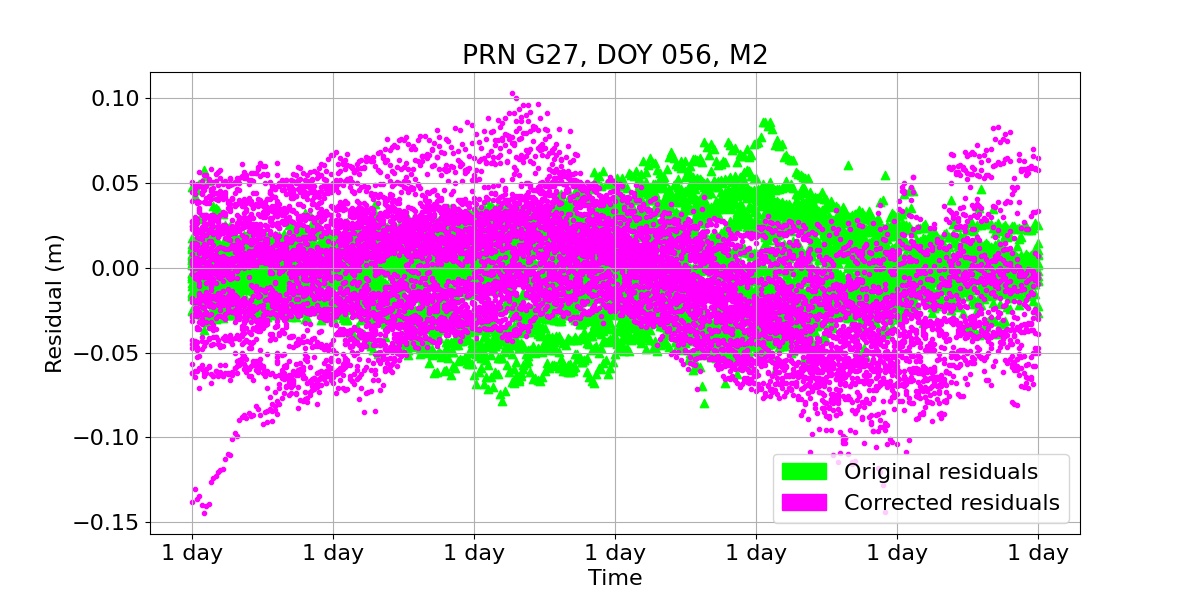 PRN G27, DOY 056, M2
Residual (m)
0.10
0.05
0.00
−0.05
−0.10
−0.15
Original residuals
Corrected residuals
1 day 1 day 1 day 1 day 1 day 1 day 1 day
Time